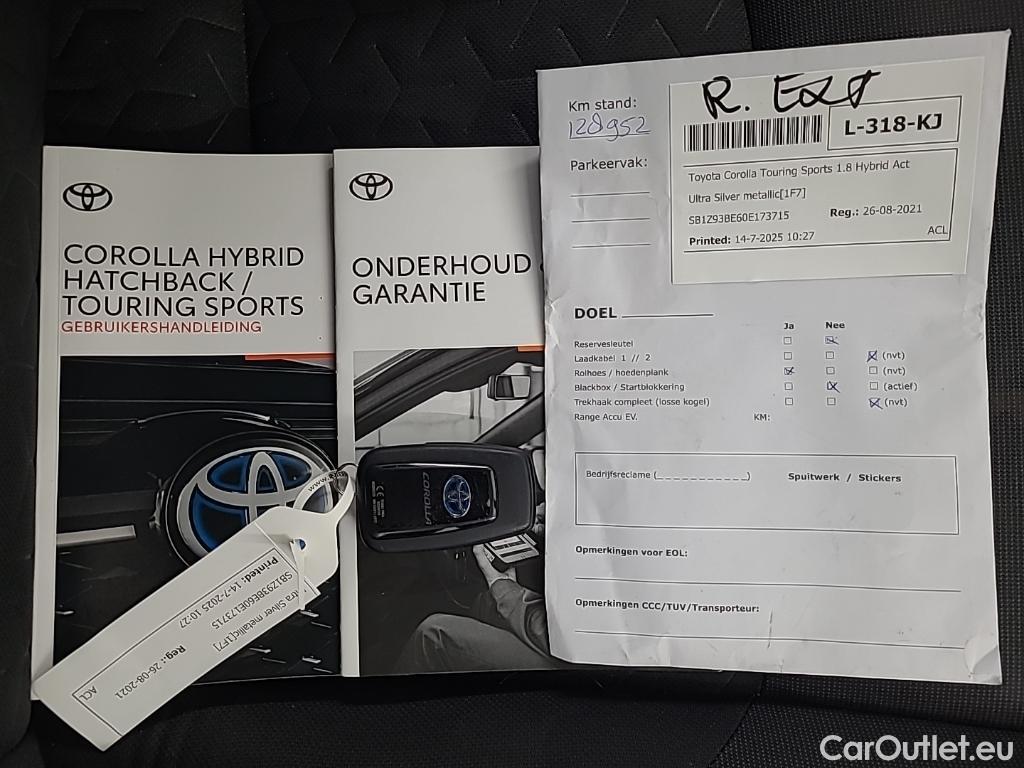 COROLLA HYBRID
HATCHBACK /
TOURING SPORTS
GEBRUIKERSHANDLEIDING
ONDERHOUD
GARANTIE
COROLLA
tra Silver metallic[1F7]
SB1Z93BE60E173715
Printed: 14-7-2025 10:27
Reg.: 26-08-2021
ACL
Km stand:
128952
Parkeervak:
L-318-KJ
Toyota Corolla Touring Sports 1.8 Hybrid Act
Ultra Silver metallic[1F7]
SB1Z93BE60E173715 Reg.: 26-08-2021
Printed: 14-7-2025 10:27 ACL
DOEL
Ja Nee
Reservesleutel
Laadkabel 1 // 2 (nvt)
Rolhoes / hoedenplank (nvt)
Blackbox / Startblokkering (actief)
Trekhaak compleet (losse kogel) (nvt)
Range Accu EV. KM:
Bedrijfsreclame (___________) Spuitwerk / Stickers
Opmerkingen voor EOL:
Opmerkingen CCC/TUV/Transporteur:
CarOutlet.eu